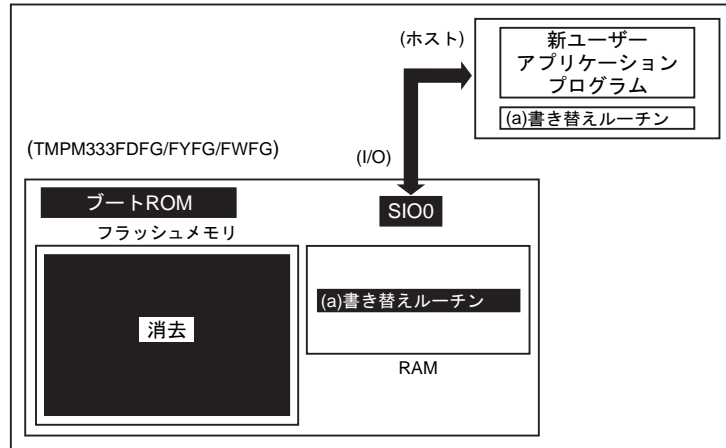 (ホスト)
新ユーザー
アプリケーション
プログラム
(a)書き替えルーチン
(TMPM333FDFG/FYFG/FWFG)
(I/O)
ブートROM
SIO0
フラッシュメモリ
(a)書き替えルーチン
消去
RAM